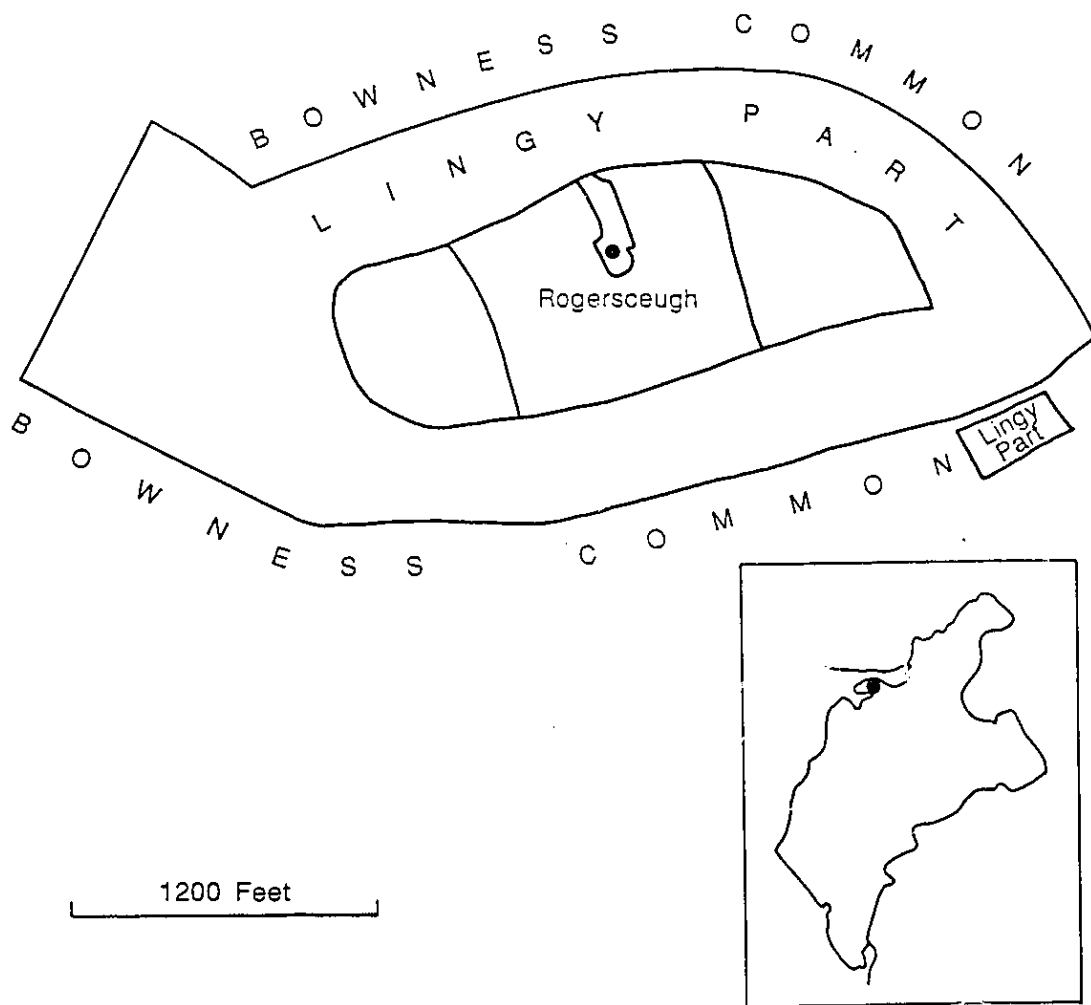 BOWNESS COMMON
LINGY PART
Rogersceugh
Lingy
Part
BOWNESS COMMON
1200 Feet